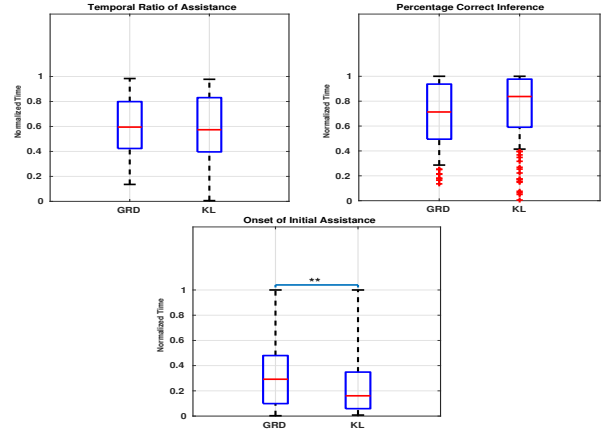 Temporal Ratio of Assistance
Normalized Time
1
0.8
0.6
0.4
0.2
0
GRD
KL
Percentage Correct Inference
Normalized Time
1
0.8
0.6
0.4
0.2
0
GRD
KL
Onset of Initial Assistance
Normalized Time
**
1
0.8
0.6
0.4
0.2
0
GRD
KL